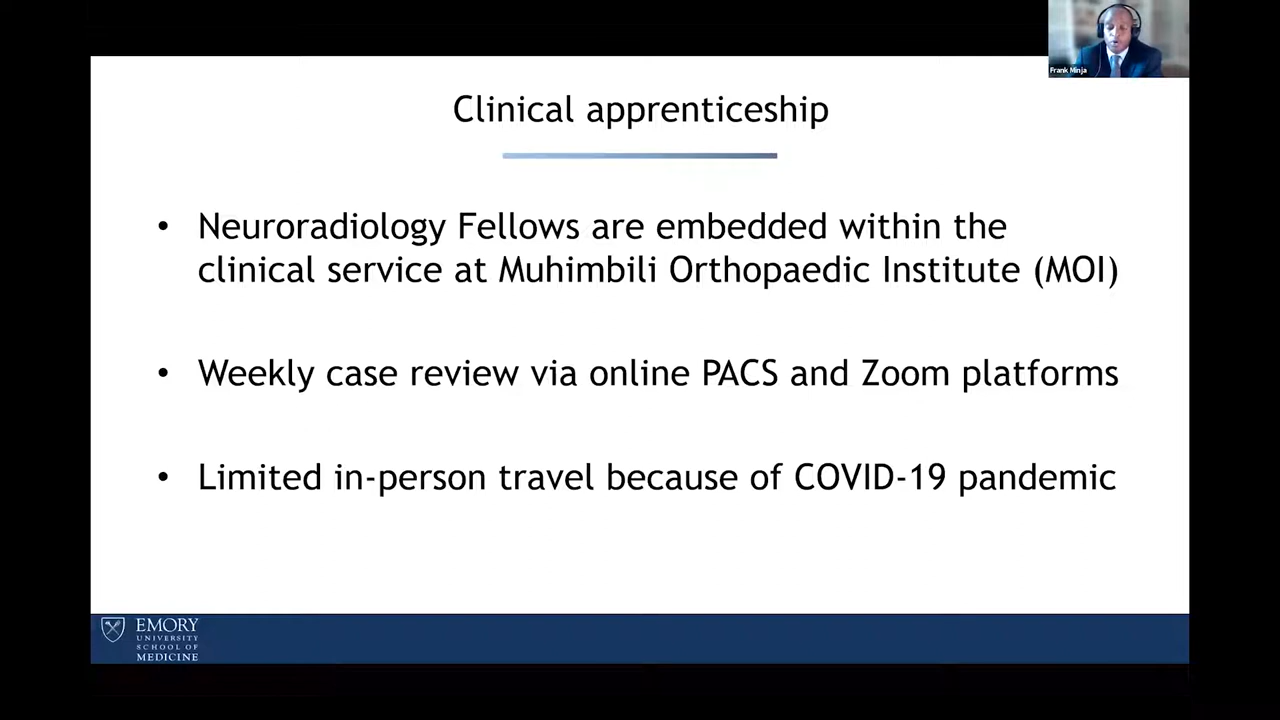 Frank Minja
Clinical apprenticeship
• Neuroradiology Fellows are embedded within the
clinical service at Muhimbili Orthopaedic Institute (MOI)
• Weekly case review via online PACS and Zoom platforms
• Limited in-person travel because of COVID-19 pandemic
EMORY
UNIVERSITY
SCHOOL OF
MEDICINE